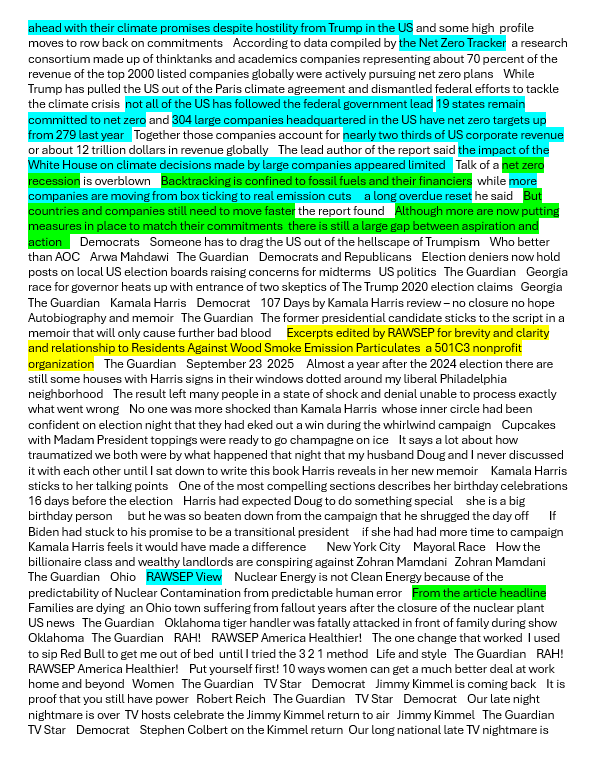 ahead with their climate promises despite hostility from Trump in the US and some high profile
moves to row back on commitments According to data compiled by the Net Zero Tracker a research
consortium made up of thinktanks and academics companies representing about 70 percent of the
revenue of the top 2000 listed companies globally were actively pursuing net zero plans While
Trump has pulled the US out of the Paris climate agreement and dismantled federal efforts to tackle
the climate crisis not all of the US has followed the federal government lead 19 states remain
committed to net zero and 304 large companies headquartered in the US have net zero targets up
from 279 last year Together those companies account for nearly two thirds of US corporate revenue
or about 12 trillion dollars in revenue globally The lead author of the report said the impact of the
White House on climate decisions made by large companies appeared limited Talk of a net zero
recession is overblown Backtracking is confined to fossil fuels and their financiers while more
companies are moving from box ticking to real emission cuts a long overdue reset he said But
countries and companies still need to move faster the report found Although more are now putting
measures in place to match their commitments there is still a large gap between aspiration and
action Democrats Someone has to drag the US out of the hellscape of Trumpism Who better
than AOC Arwa Mahdawi The Guardian Democrats and Republicans Election deniers now hold
posts on local US election boards raising concerns for midterms US politics The Guardian Georgia
race for governor heats up with entrance of two skeptics of The Trump 2020 election claims Georgia
The Guardian Kamala Harris Democrat 107 Days by Kamala Harris review – no closure no hope
Autobiography and memoir The Guardian The former presidential candidate sticks to the script in a
memoir that will only cause further bad blood Excerpts edited by RAWSEP for brevity and clarity
and relationship to Residents Against Wood Smoke Emission Particulates a 501C3 nonprofit
organization The Guardian September 23 2025 Almost a year after the 2024 election there are
still some houses with Harris signs in their windows dotted around my liberal Philadelphia
neighborhood The result left many people in a state of shock and denial unable to process exactly
what went wrong No one was more shocked than Kamala Harris whose inner circle had been
confident on election night that they had eked out a win during the whirlwind campaign Cupcakes
with Madam President toppings were ready to go champagne on ice It says a lot about how
traumatized we both were by what happened that night that my husband Doug and I never discussed
it with each other until I sat down to write this book Harris reveals in her new memoir Kamala Harris
sticks to her talking points One of the most compelling sections describes her birthday celebrations
16 days before the election Harris had expected Doug to do something special she is a big
birthday person but he was so beaten down from the campaign that he shrugged the day off If
Biden had stuck to his promise to be a transitional president if she had had more time to campaign
Kamala Harris feels it would have made a difference New York City Mayoral Race How the
billionaire class and wealthy landlords are conspiring against Zohran Mamdani Zohran Mamdani
The Guardian Ohio RAWSEP View Nuclear Energy is not Clean Energy because of the
predictability of Nuclear Contamination from predictable human error From the article headline
Families are dying an Ohio town suffering from fallout years after the closure of the nuclear plant
US news The Guardian Oklahoma tiger handler was fatally attacked in front of family during show
Oklahoma The Guardian RAH! RAWSEP America Healthier! The one change that worked I used
to sip Red Bull to get me out of bed until I tried the 3 2 1 method Life and style The Guardian RAH!
RAWSEP America Healthier! Put yourself first! 10 ways women can get a much better deal at work
home and beyond Women The Guardian TV Star Democrat Jimmy Kimmel is coming back It is
proof that you still have power Robert Reich The Guardian TV Star Democrat Our late night
nightmare is over TV hosts celebrate the Jimmy Kimmel return to air Jimmy Kimmel The Guardian
TV Star Democrat Stephen Colbert on the Kimmel return Our long national late TV nightmare is